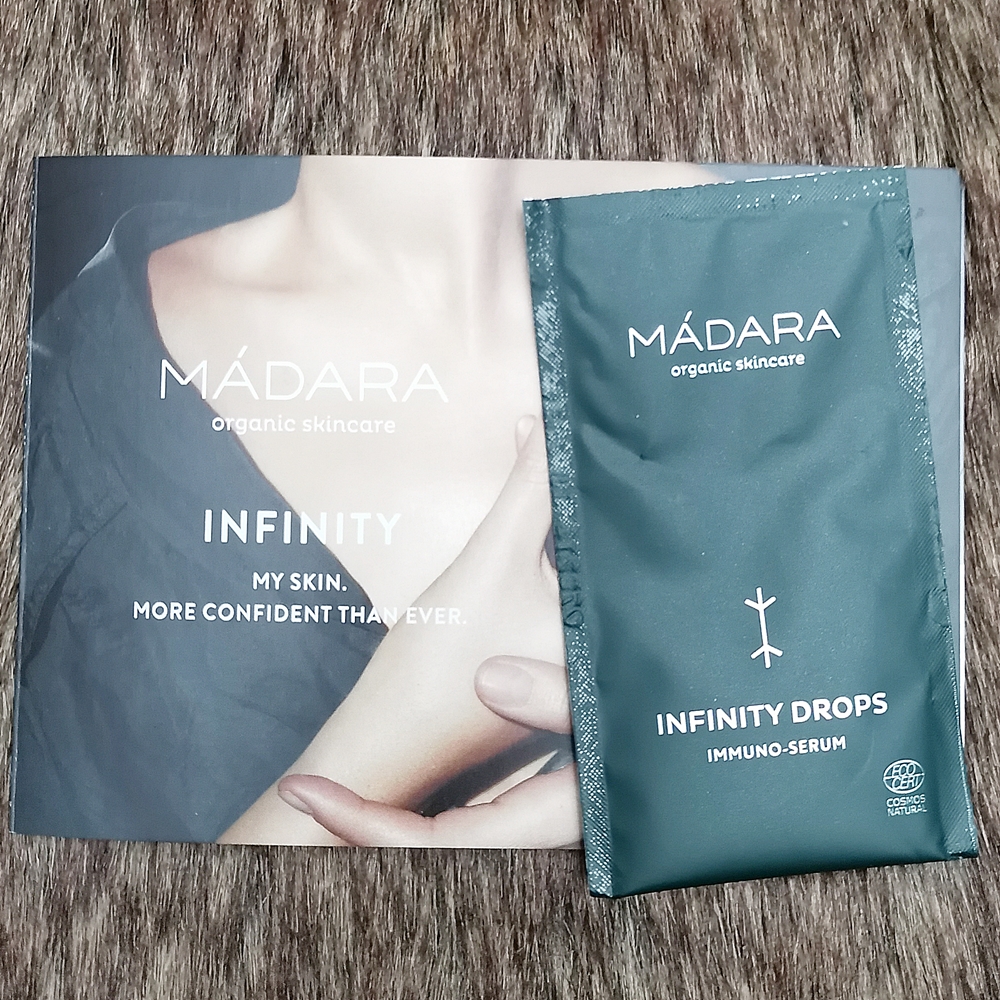 MÁDARA
organic skincare
INFINITY
MY SKIN.
MORE CONFIDENT THAN EVER.
MÁDARA
organic skincare
INFINITY DROPS
IMMUNO-SERUM
ECO
CERT
COSMOS
NATURAL